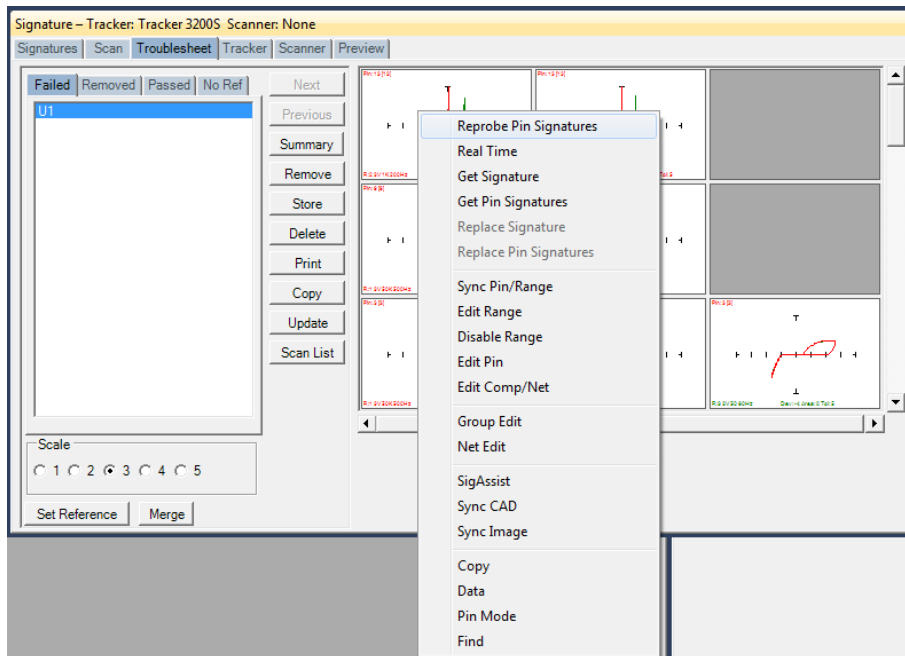 Signature – Tracker: Tracker 3200S Scanner: None
Signatures Scan Troublesheet Tracker Scanner Preview
Failed Removed Passed No Ref
U1
Next
Previous
Summary
Remove
Store
Delete
Print
Copy
Update
Scan List
Scale
1 2 3 4 5
Set Reference Merge
Reprobe Pin Signatures
Real Time
Get Signature
Get Pin Signatures
Replace Signature
Replace Pin Signatures
Sync Pin/Range
Edit Range
Disable Range
Edit Pin
Edit Comp/Net
Group Edit
Net Edit
SigAssist
Sync CAD
Sync Image
Copy
Data
Pin Mode
Find